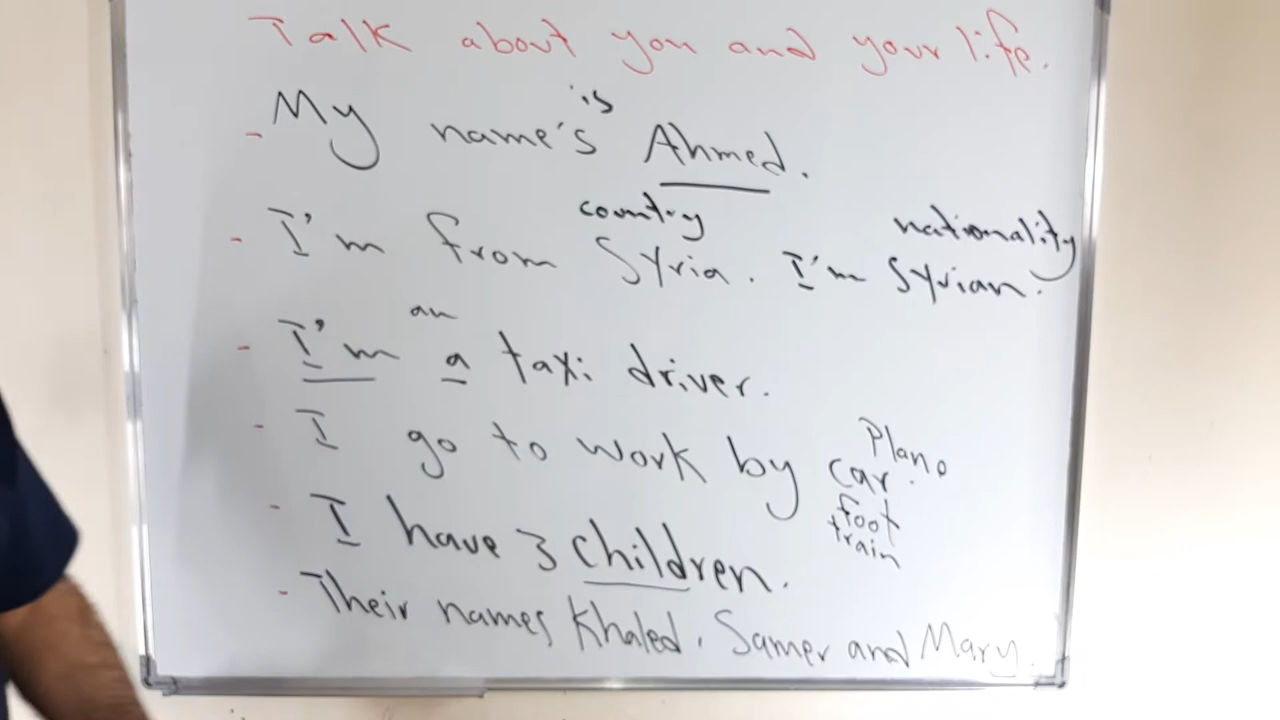 Talk about you and your life.
is
- My name's Ahmed.
country nationality
- I'm from Syria. I'm Syrian.
an
- I'm a taxi driver.
Plane
- I go to work by car.
foot
train
- I have 3 children.
- Their names Khaled, Samer and Mary.